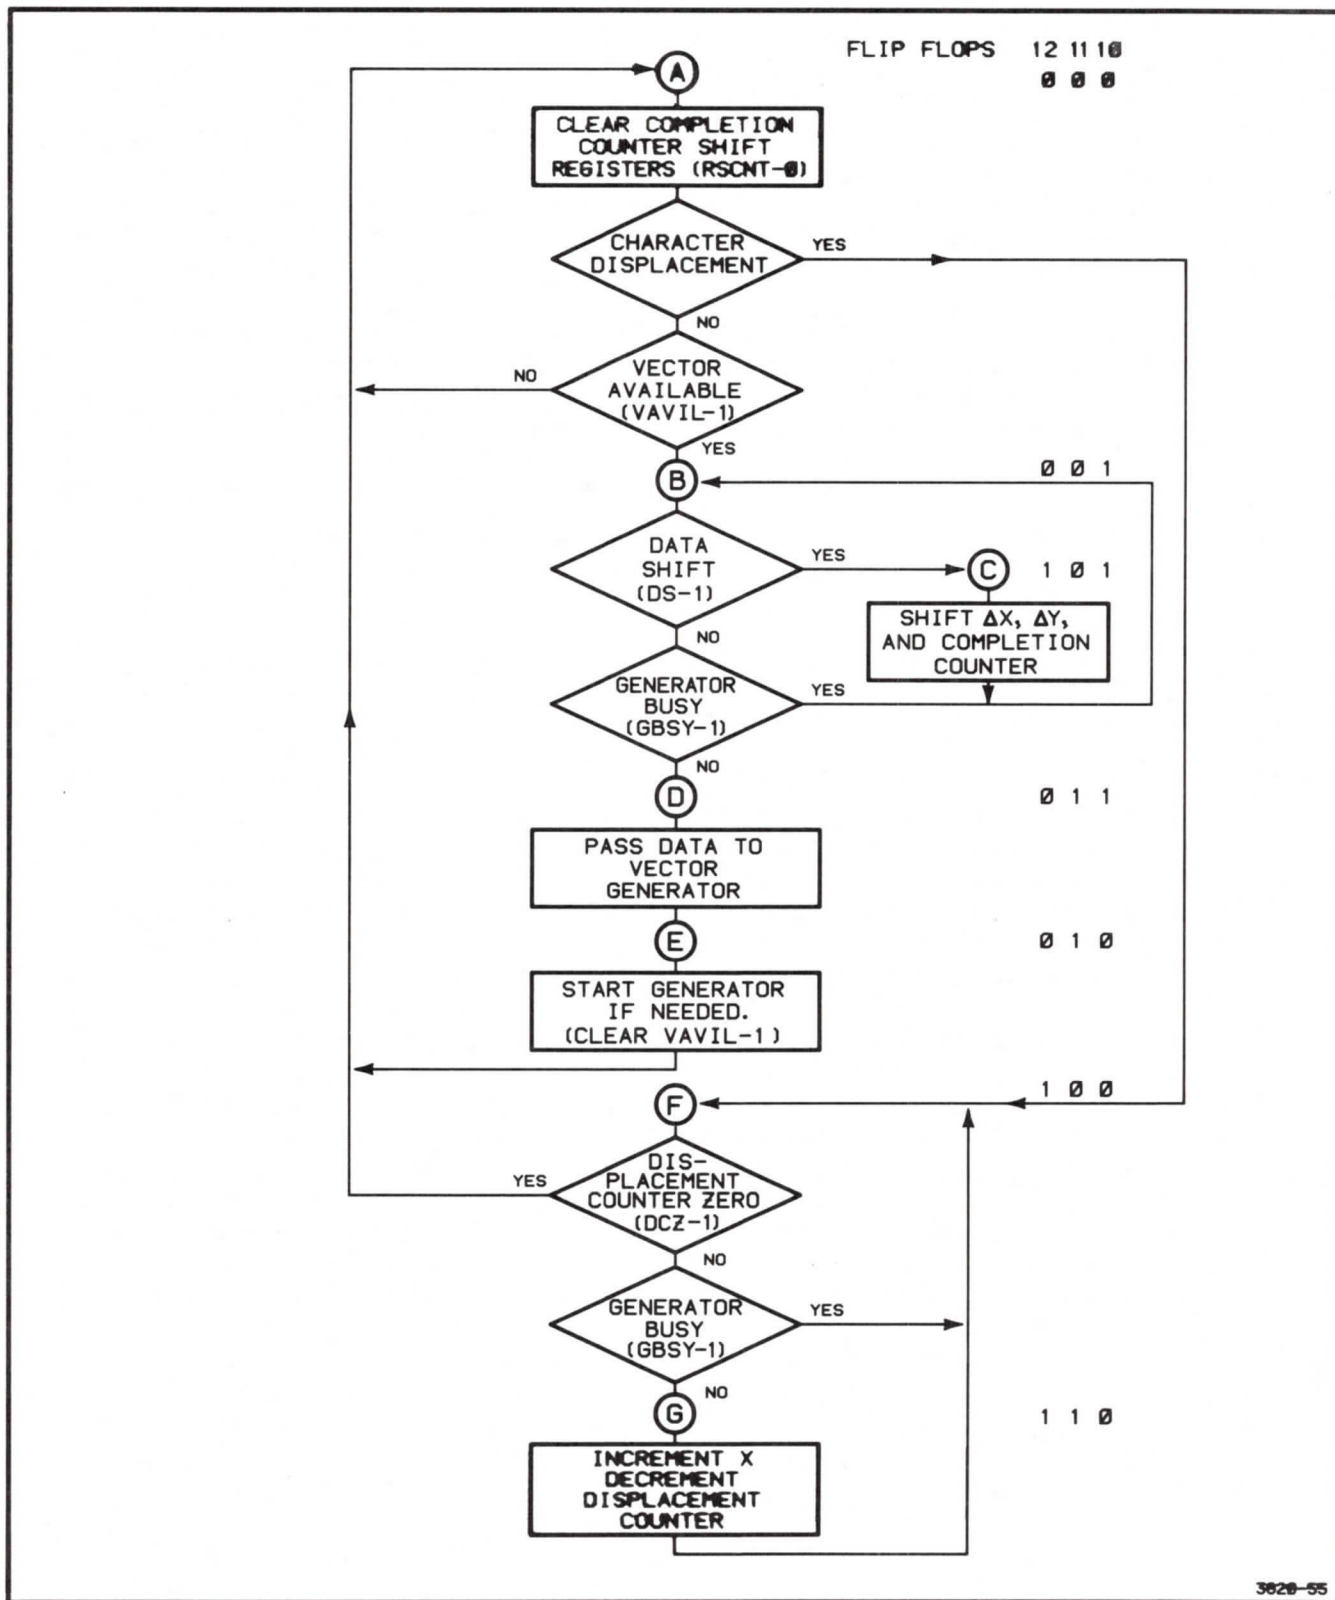 FLIP FLOPS 12 11 10
A 0 0 0
CLEAR COMPLETION
COUNTER SHIFT
REGISTERS (RSCNT-0)
CHARACTER
DISPLACEMENT
YES
NO
VECTOR
AVAILABLE
(VAVIL-1)
NO
YES
B 0 0 1
DATA
SHIFT
(DS-1)
YES
C 1 0 1
SHIFT ΔX, ΔY,
AND COMPLETION
COUNTER
NO
GENERATOR
BUSY
(GBSY-1)
YES
NO
D 0 1 1
PASS DATA TO
VECTOR
GENERATOR
E 0 1 0
START GENERATOR
IF NEEDED.
(CLEAR VAVIL-1)
F 1 0 0
DIS-
PLACEMENT
COUNTER ZERO
(DCZ-1)
YES
NO
GENERATOR
BUSY
(GBSY-1)
YES
NO
G 1 1 0
INCREMENT X
DECREMENT
DISPLACEMENT
COUNTER
3820-55